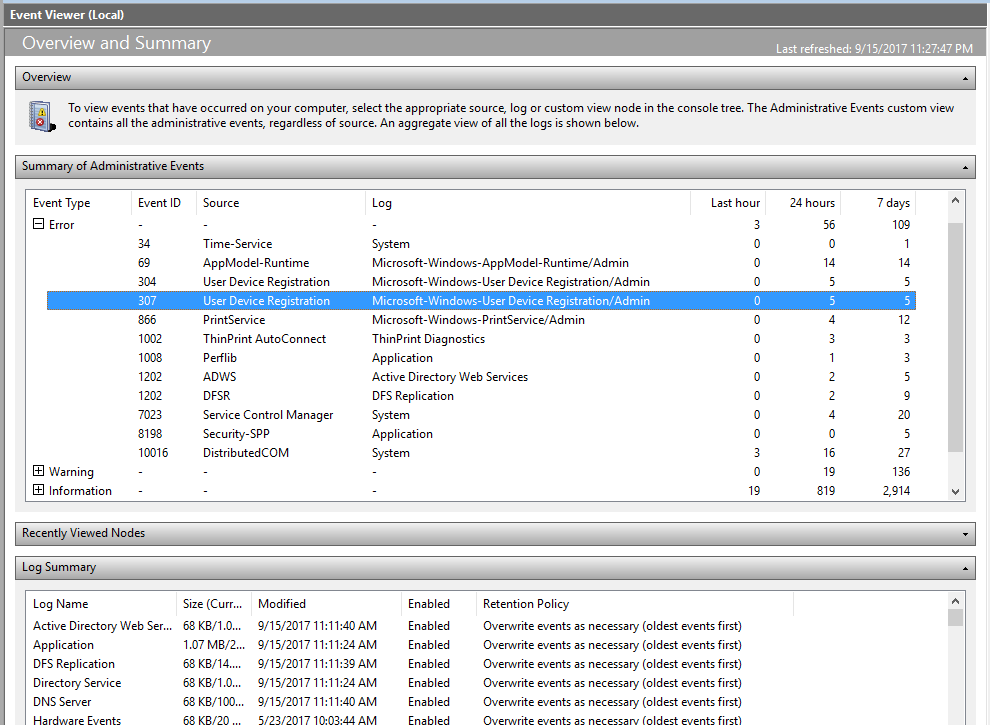 Event Viewer (Local)
Overview and Summary
Last refreshed: 9/15/2017 11:27:47 PM
Overview
To view events that have occurred on your computer, select the appropriate source, log or custom view node in the console tree. The Administrative Events custom view
contains all the administrative events, regardless of source. An aggregate view of all the logs is shown below.
Summary of Administrative Events
Event Type Event ID Source Log Last hour 24 hours 7 days
Error - - - 3 56 109
34 Time-Service System 0 0 1
69 AppModel-Runtime Microsoft-Windows-AppModel-Runtime/Admin 0 14 14
304 User Device Registration Microsoft-Windows-User Device Registration/Admin 0 5 5
307 User Device Registration Microsoft-Windows-User Device Registration/Admin 0 5 5
866 PrintService Microsoft-Windows-PrintService/Admin 0 4 12
1002 ThinPrint AutoConnect ThinPrint Diagnostics 0 3 3
1008 Perflib Application 0 1 3
1202 ADWS Active Directory Web Services 0 2 5
1202 DFSR DFS Replication 0 2 9
7023 Service Control Manager System 0 4 20
8198 Security-SPP Application 0 0 5
10016 DistributedCOM System 3 16 27
Warning - - - 0 19 136
Information - - - 19 819 2,914
Recently Viewed Nodes
Log Summary
Log Name Size (Curr... Modified Enabled Retention Policy
Active Directory Web Ser... 68 KB/1.0... 9/15/2017 11:11:40 AM Enabled Overwrite events as necessary (oldest events first)
Application 1.07 MB/2... 9/15/2017 11:11:24 AM Enabled Overwrite events as necessary (oldest events first)
DFS Replication 68 KB/14.... 9/15/2017 11:11:39 AM Enabled Overwrite events as necessary (oldest events first)
Directory Service 68 KB/1.0... 9/15/2017 11:11:24 AM Enabled Overwrite events as necessary (oldest events first)
DNS Server 68 KB/100... 9/15/2017 11:11:40 AM Enabled Overwrite events as necessary (oldest events first)
Hardware Events 68 KB/20 ... 5/23/2017 10:03:44 AM Enabled Overwrite events as necessary (oldest events first)